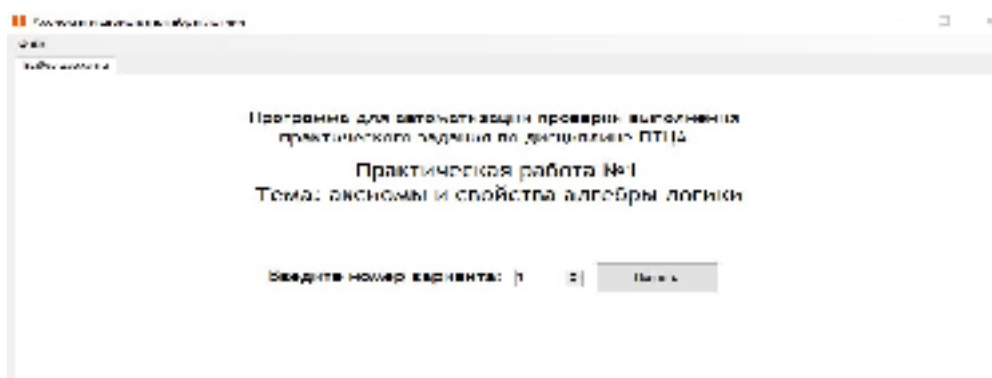 Программа для автоматизации проверки выполнения
практического задания по дисциплине ПТЦА
Практическая работа №1
Тема: аксиомы и свойства алгебры логики
Введите номер варианта: 1